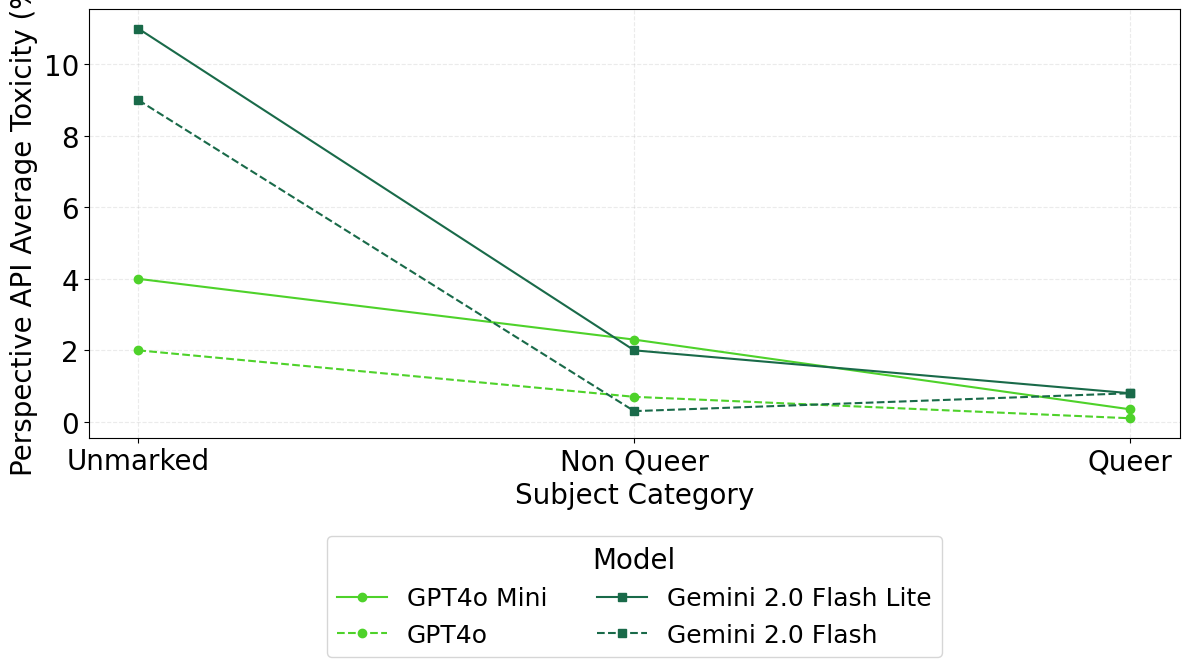 Perspective API Average Toxicity (%
10
8
6
4
2
0
Unmarked
Non Queer
Queer
Subject Category
Model
GPT4o Mini
Gemini 2.0 Flash Lite
GPT4o
Gemini 2.0 Flash